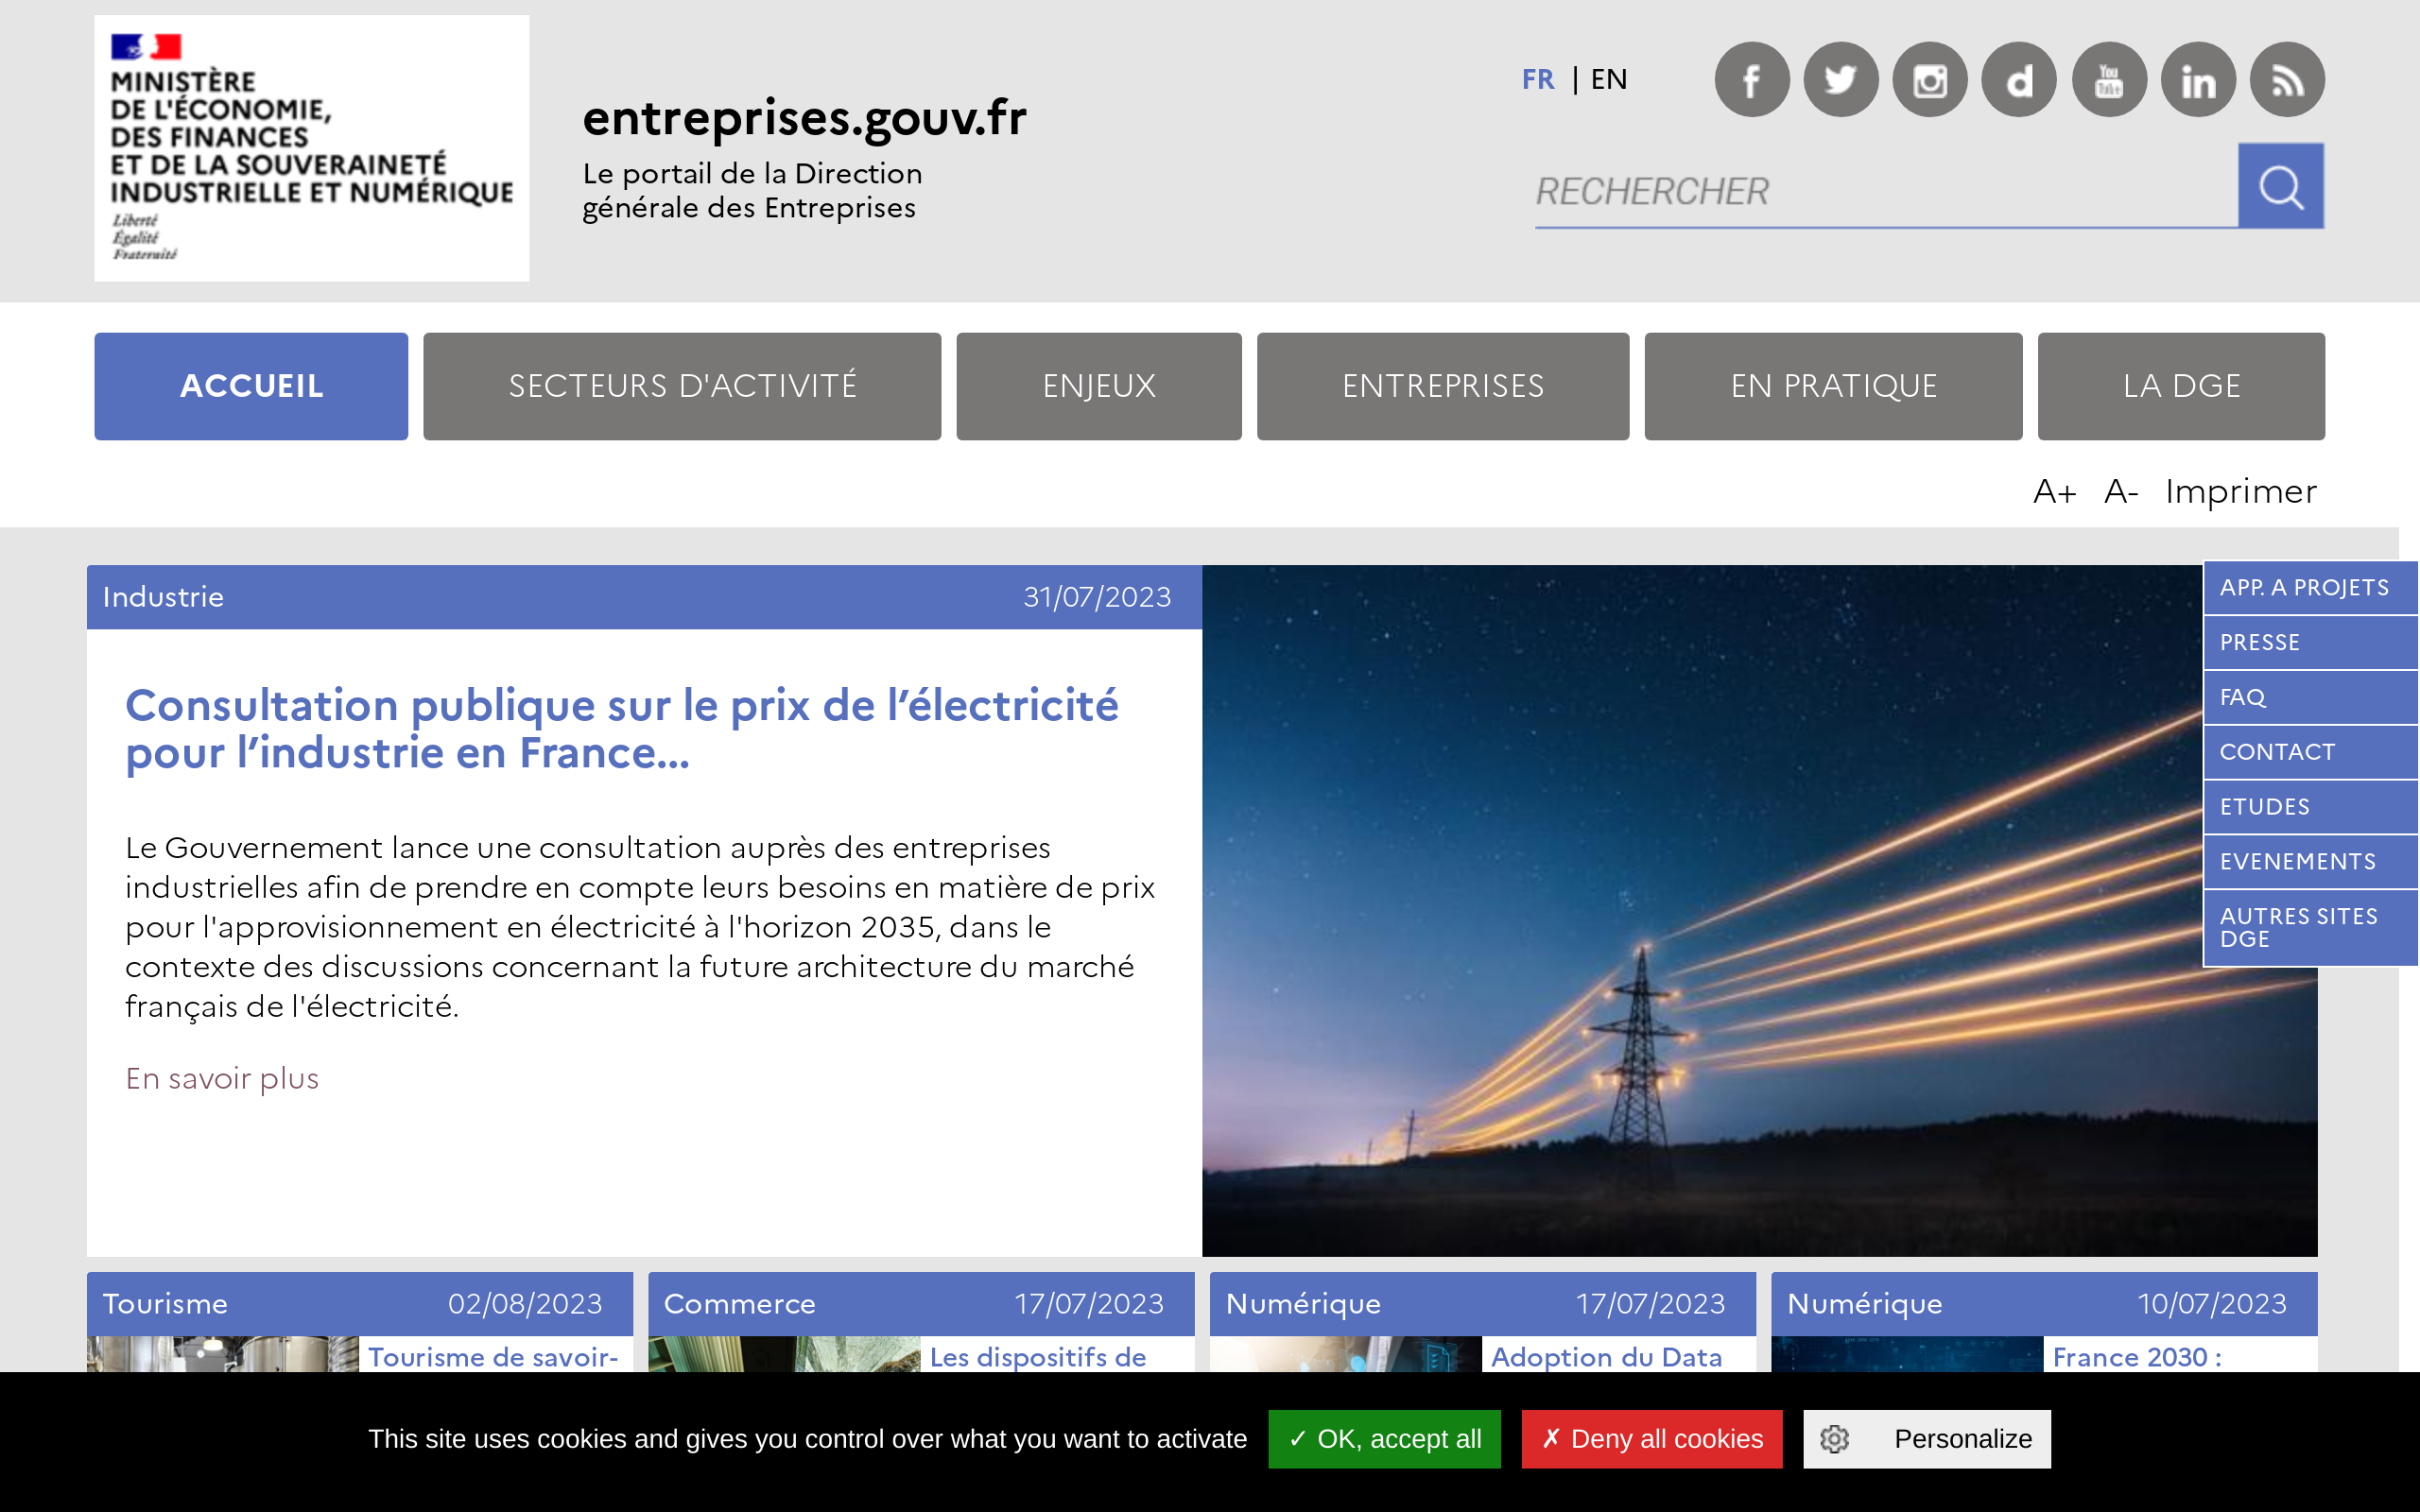 MINISTÈRE
DE L'ÉCONOMIE,
DES FINANCES
ET DE LA SOUVERAINETÉ
INDUSTRIELLE ET NUMÉRIQUE
Liberté
Égalité
Fraternité
entreprises.gouv.fr
Le portail de la Direction
générale des Entreprises
FR | EN
RECHERCHER
ACCUEIL
SECTEURS D'ACTIVITÉ
ENJEUX
ENTREPRISES
EN PRATIQUE
LA DGE
A+ A- Imprimer
Industrie 31/07/2023
Consultation publique sur le prix de l’électricité
pour l’industrie en France...
Le Gouvernement lance une consultation auprès des entreprises
industrielles afin de prendre en compte leurs besoins en matière de prix
pour l'approvisionnement en électricité à l'horizon 2035, dans le
contexte des discussions concernant la future architecture du marché
français de l'électricité.
En savoir plus
APP. A PROJETS
PRESSE
FAQ
CONTACT
ETUDES
EVENEMENTS
AUTRES SITES
DGE
Tourisme 02/08/2023
Tourisme de savoir-
Commerce 17/07/2023
Les dispositifs de
Numérique 17/07/2023
Adoption du Data
Numérique 10/07/2023
France 2030 :
This site uses cookies and gives you control over what you want to activate
✓ OK, accept all
✗ Deny all cookies
Personalize